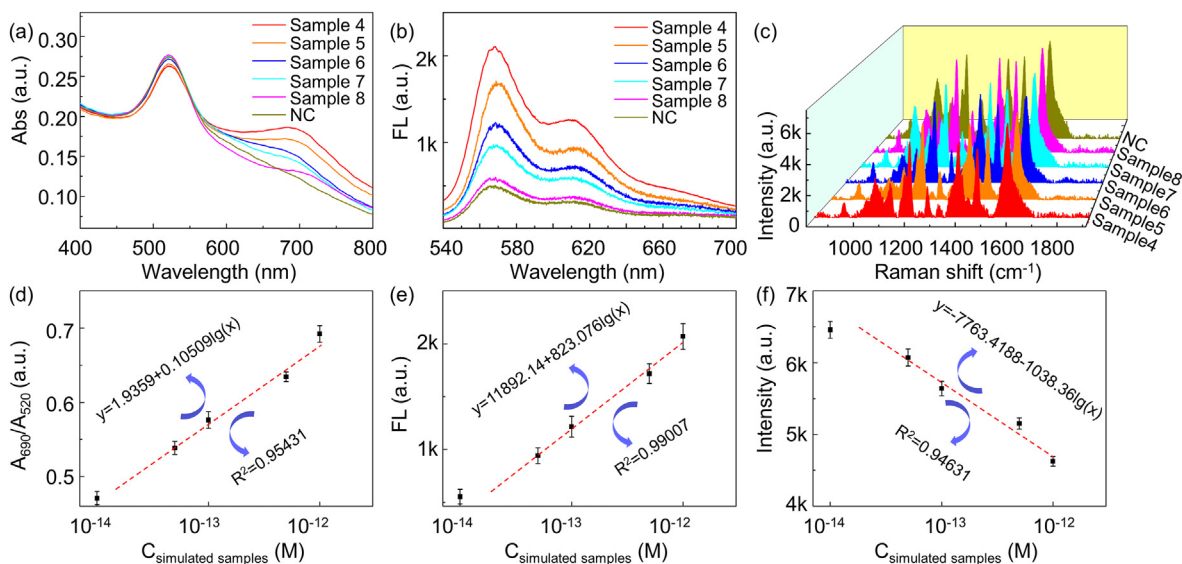 (a)
Abs (a.u.)
0.30
0.25
0.20
0.15
0.10
400
500
600
700
800
Wavelength (nm)
Sample 4
Sample 5
Sample 6
Sample 7
Sample 8
NC
(b)
FL (a.u.)
2k
1k
540
580
620
660
700
Wavelength (nm)
Sample 4
Sample 5
Sample 6
Sample 7
Sample 8
NC
(c)
Intensity (a.u.)
6k
4k
2k
0
1000
1200
1400
1600
1800
Raman shift (cm⁻¹)
NC
Sample8
Sample7
Sample6
Sample5
Sample4
(d)
A₆₉₀/A₅₂₀ (a.u.)
0.7
0.6
0.5
y=1.9359+0.10509lg(x)
R²=0.95431
10⁻¹⁴
10⁻¹³
10⁻¹²
C simulated samples (M)
(e)
FL (a.u.)
2k
1k
y=11892.14+823.076lg(x)
R²=0.99007
10⁻¹⁴
10⁻¹³
10⁻¹²
C simulated samples (M)
(f)
Intensity (a.u.)
7k
6k
5k
4k
y=-7763.4188-1038.36lg(x)
R²=0.94631
10⁻¹⁴
10⁻¹³
10⁻¹²
C simulated samples (M)